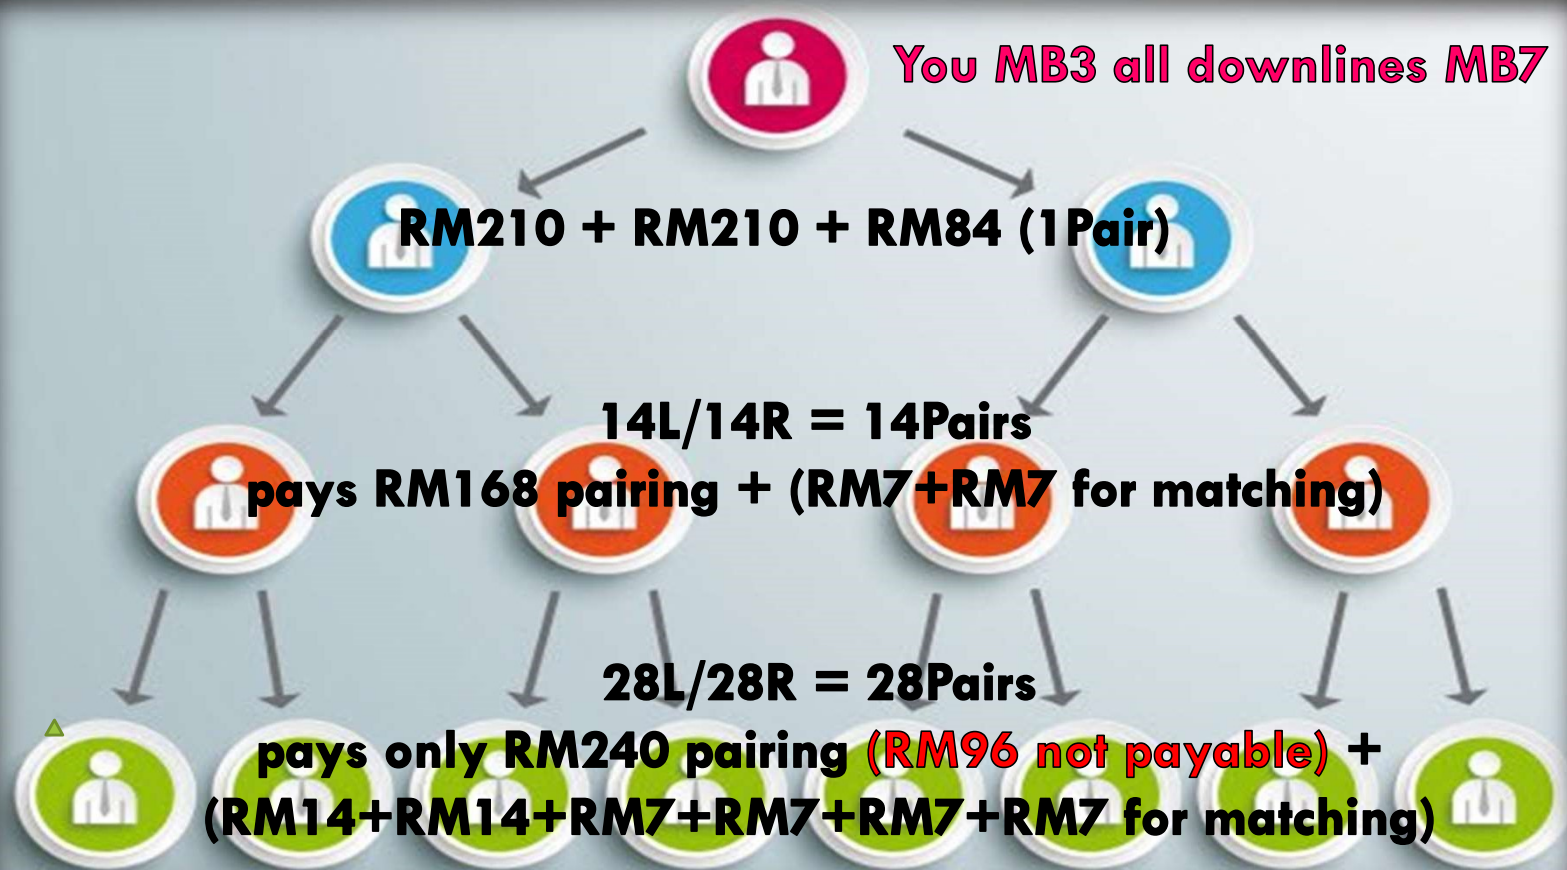 You MB3 all downlines MB7
RM210 + RM210 + RM84 (1Pair)
14L/14R = 14Pairs
pays RM168 pairing + (RM7+RM7 for matching)
28L/28R = 28Pairs
pays only RM240 pairing (RM96 not payable) +
(RM14+RM14+RM7+RM7+RM7+RM7 for matching)